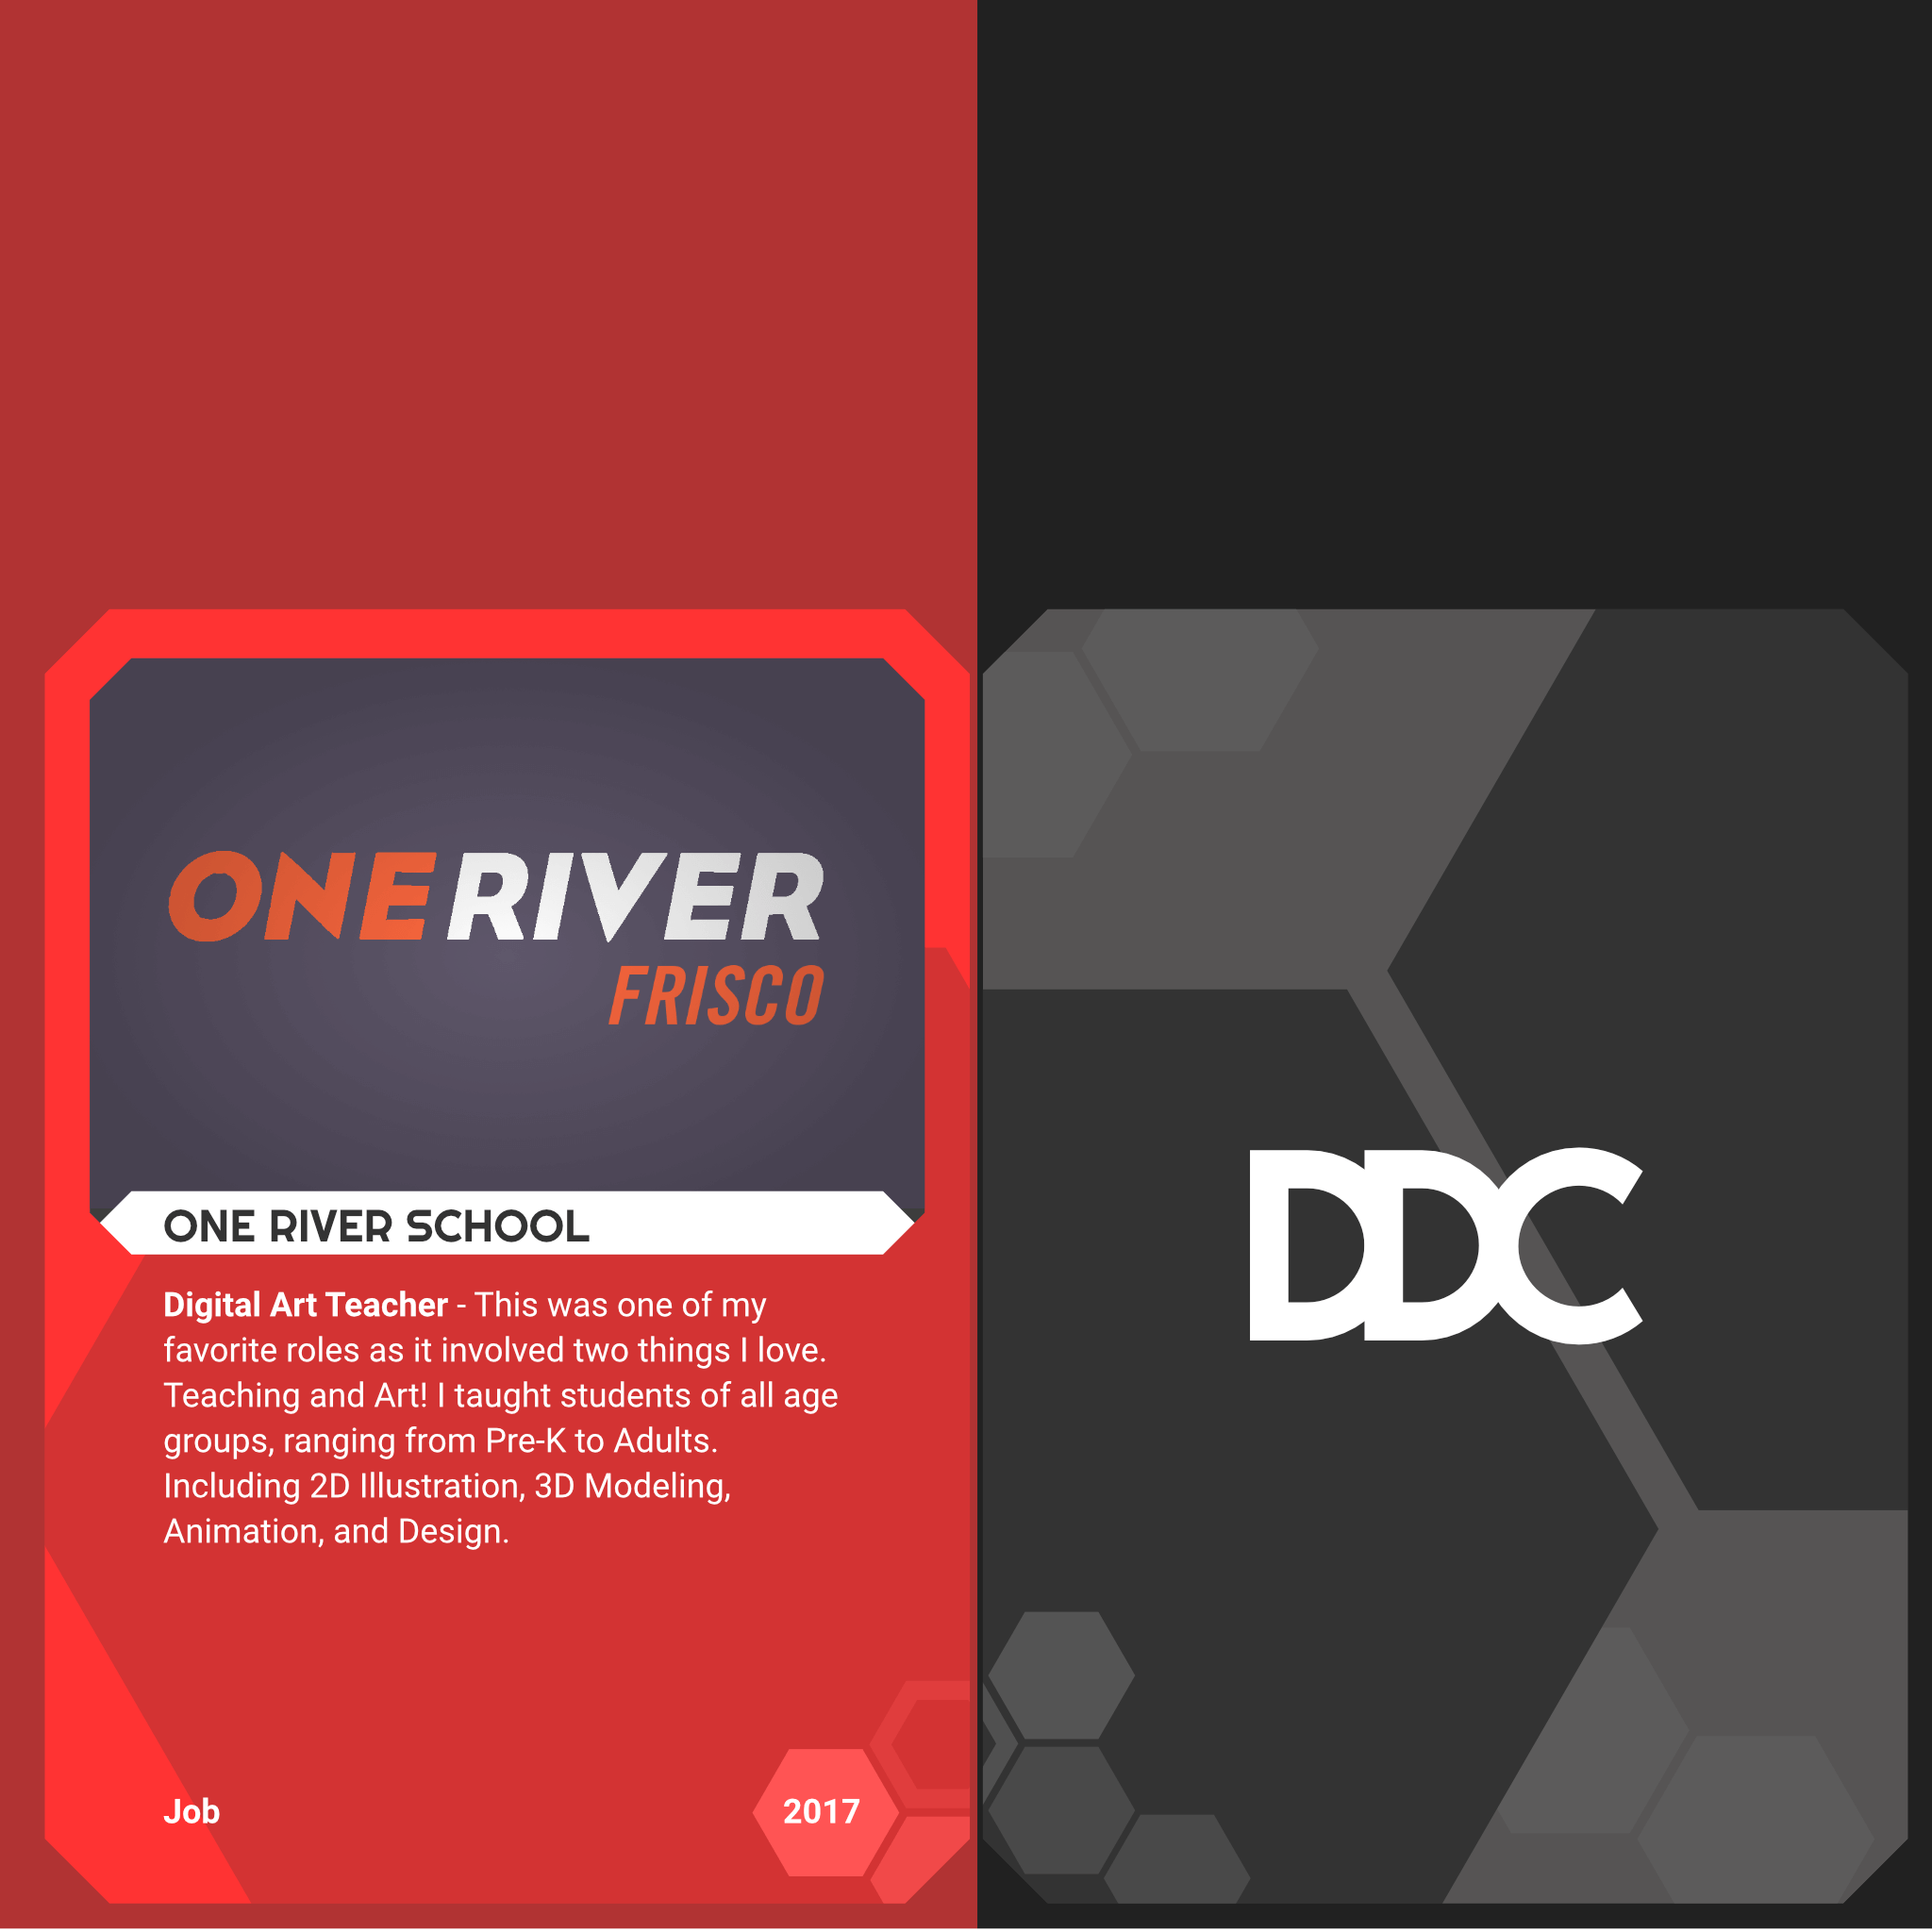 ONERIVER
FRISCO
ONE RIVER SCHOOL
Digital Art Teacher - This was one of my
favorite roles as it involved two things I love.
Teaching and Art! I taught students of all age
groups, ranging from Pre-K to Adults.
Including 2D Illustration, 3D Modeling,
Animation, and Design.
Job
2017
DDC